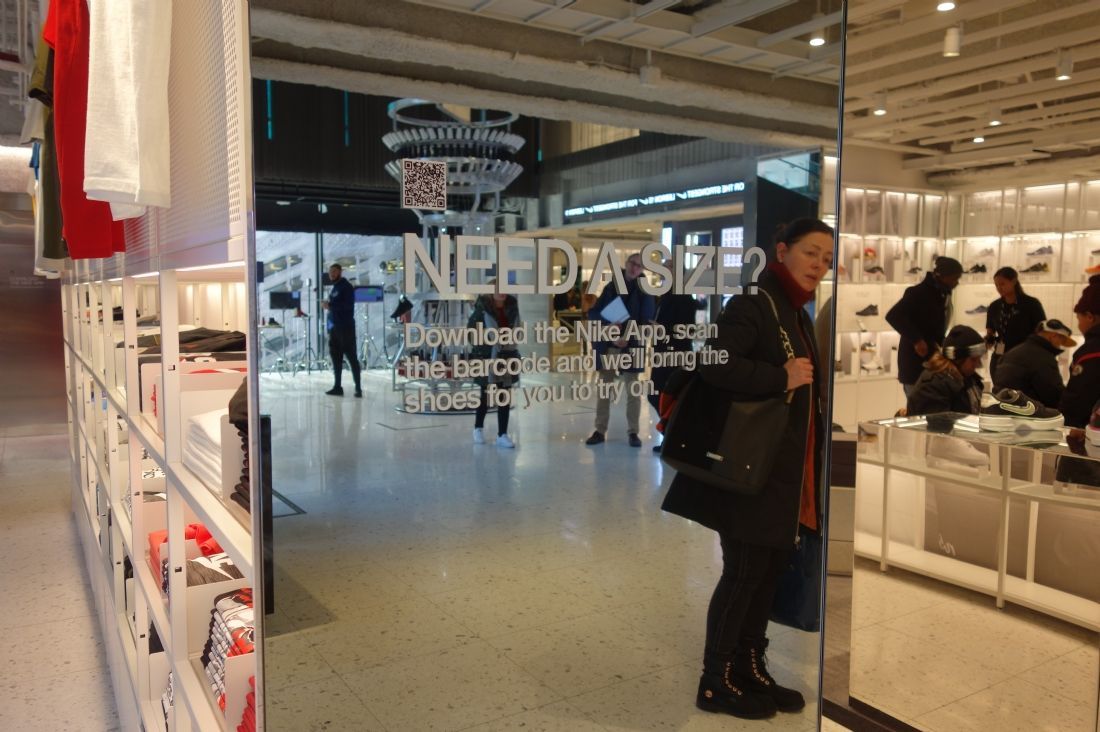 NEED A SIZE?
Download the Nike App, scan
the barcode and we'll bring the
shoes for you to try on.